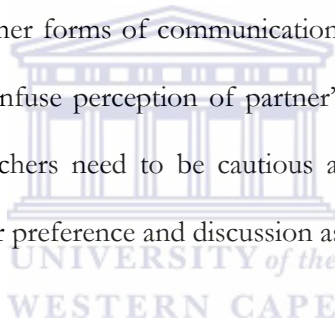 ner forms of communication
nfuse perception of partner'
chers need to be cautious a
r preference and discussion as
UNIVERSITY of the
WESTERN CAPE